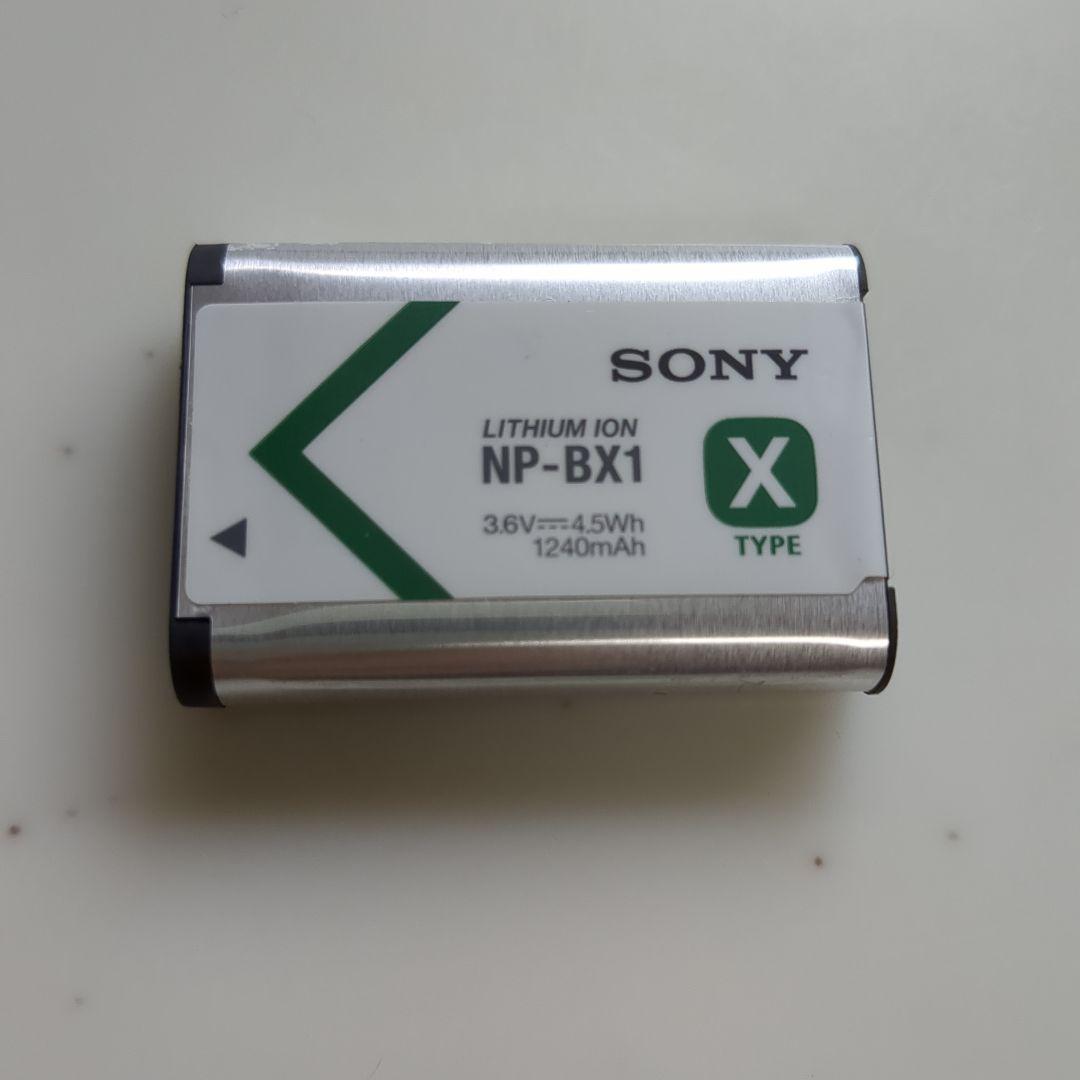 SONY
LITHIUM ION
NP-BX1
X
TYPE
3.6V⎓4.5Wh
1240mAh